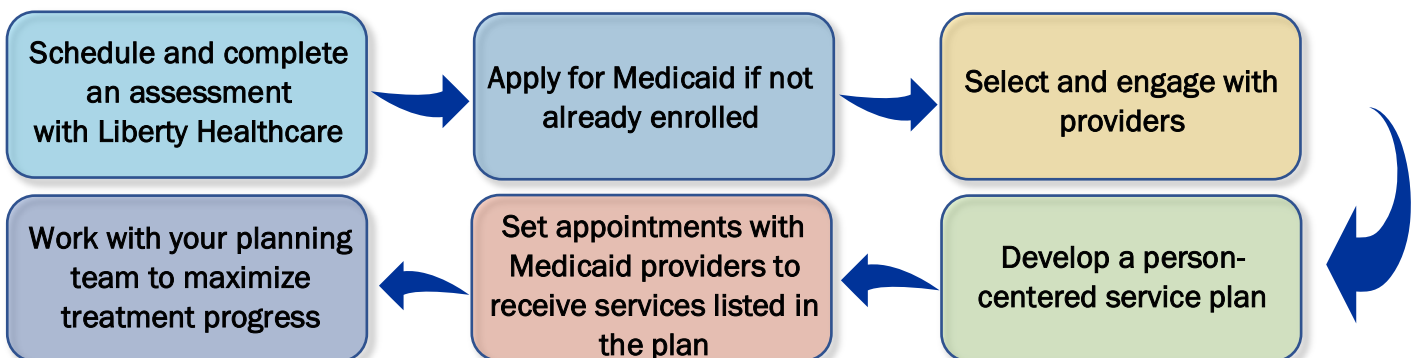 Schedule and complete
an assessment
with Liberty Healthcare
Apply for Medicaid if not
already enrolled
Select and engage with
providers
Develop a person-
centered service plan
Set appointments with
Medicaid providers to
receive services listed in
the plan
Work with your planning
team to maximize
treatment progress